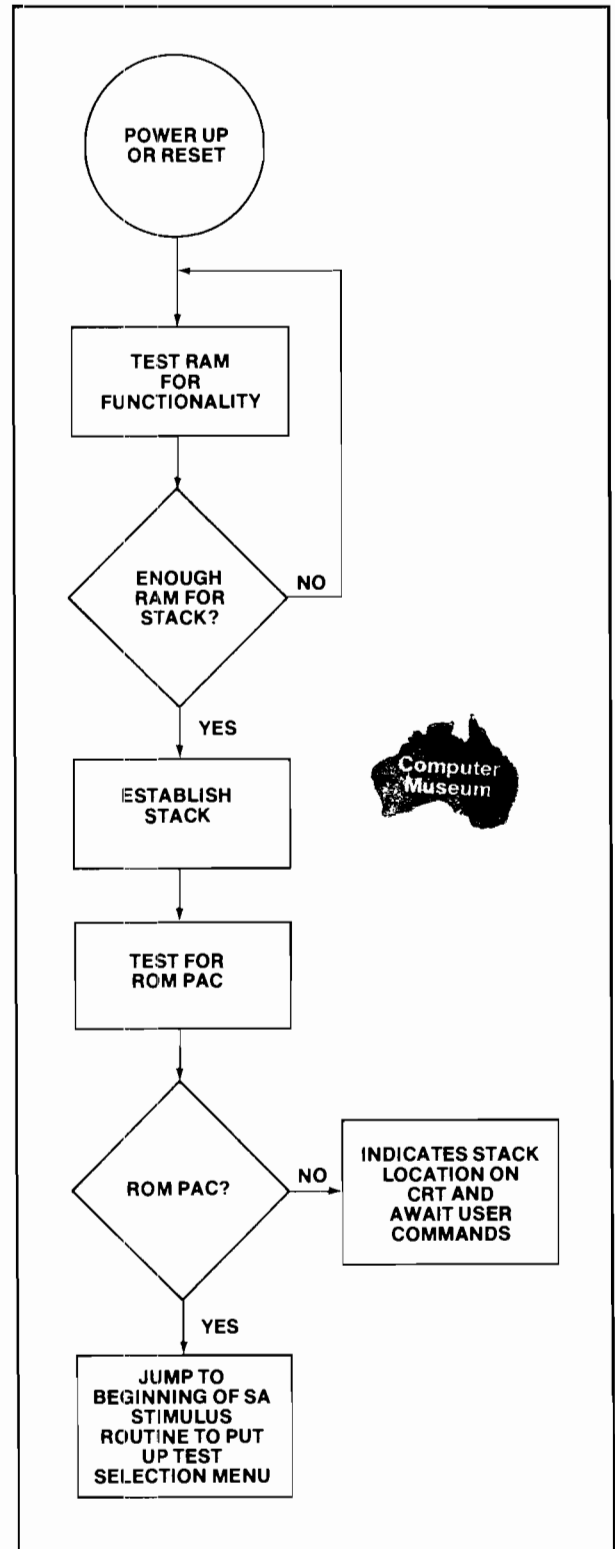 POWER UP
OR RESET
TEST RAM
FOR
FUNCTIONALITY
ENOUGH
RAM FOR
STACK?
NO
YES
ESTABLISH
STACK
Computer
Museum
TEST FOR
ROM PAC
ROM PAC?
NO
INDICATES STACK
LOCATION ON
CRT AND
AWAIT USER
COMMANDS
YES
JUMP TO
BEGINNING OF SA
STIMULUS
ROUTINE TO PUT
UP TEST
SELECTION MENU